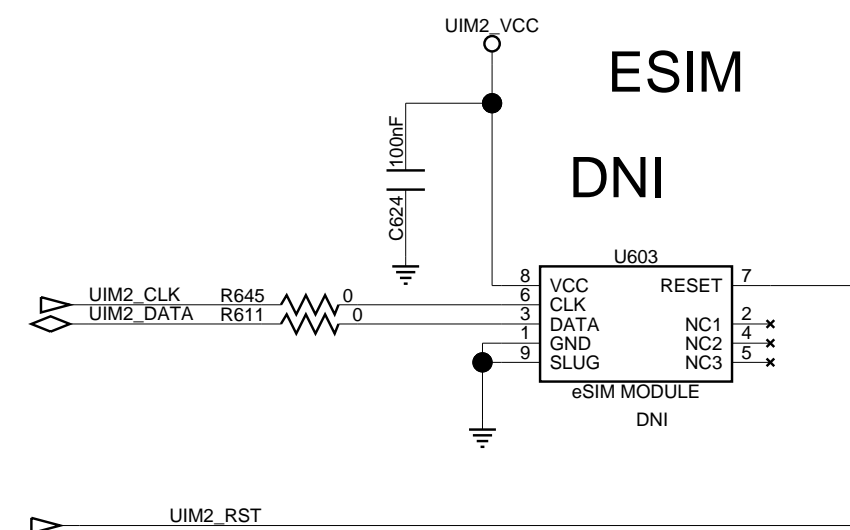 UIM2_VCC
ESIM
100nF
DNI
C624
U603
8 VCC RESET 7
UIM2_CLK R645 0 6 CLK
UIM2_DATA R611 0 3 DATA NC1 2
1 GND NC2 4
9 SLUG NC3 5
eSIM MODULE
DNI
UIM2_RST